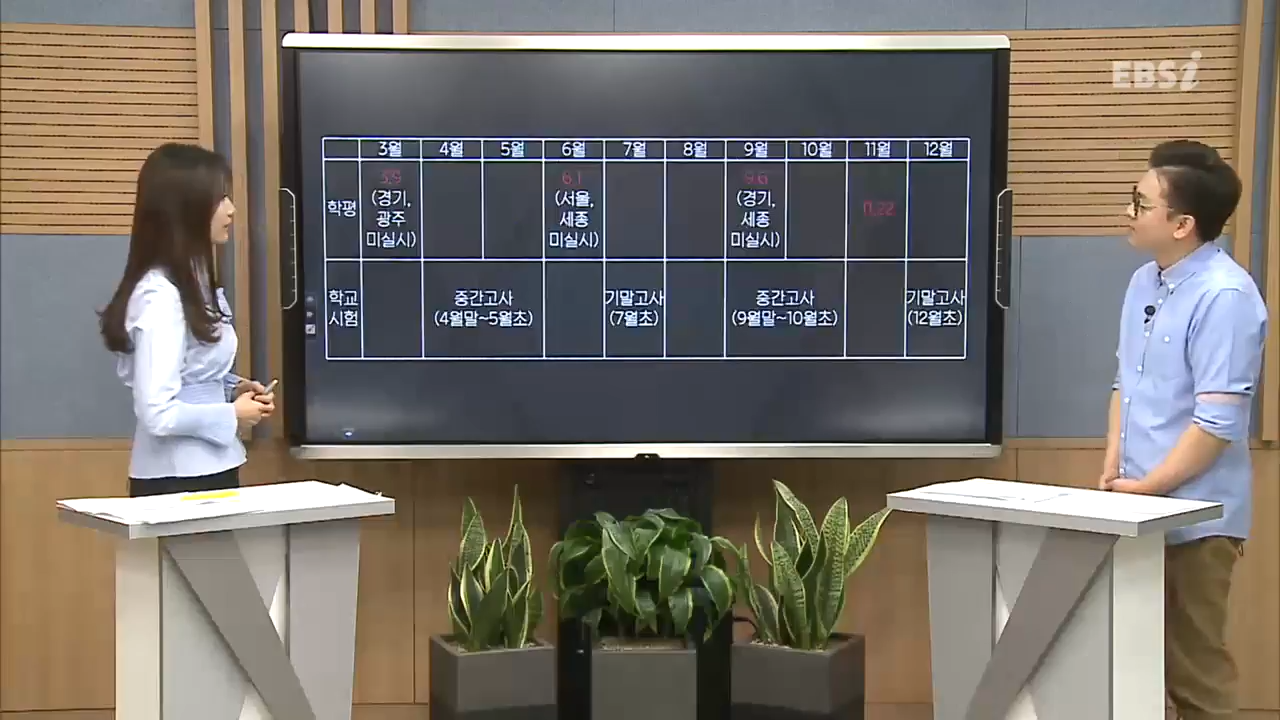 EBSi
3월 4월 5월 6월 7월 8월 9월 10월 11월 12월
학평
3.9
(경기,
광주
미실시)
6.1
(서울,
세종
미실시)
9.6
(경기,
세종
미실시)
11.22
학교
시험
중간고사
(4월말~5월초)
기말고사
(7월초)
중간고사
(9월말~10월초)
기말고사
(12월초)